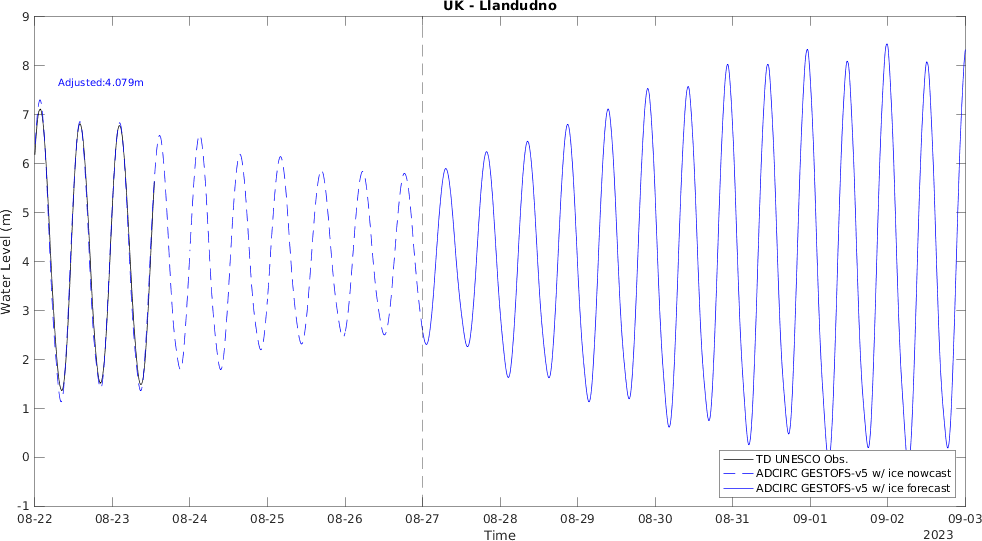 UK - Llandudno
Adjusted:4.079m
Water Level (m)
9
8
7
6
5
4
3
2
1
0
-1
TD UNESCO Obs.
ADCIRC GESTOFS-v5 w/ ice nowcast
ADCIRC GESTOFS-v5 w/ ice forecast
08-22 08-23 08-24 08-25 08-26 08-27 08-28 08-29 08-30 08-31 09-01 09-02 09-03
Time
2023